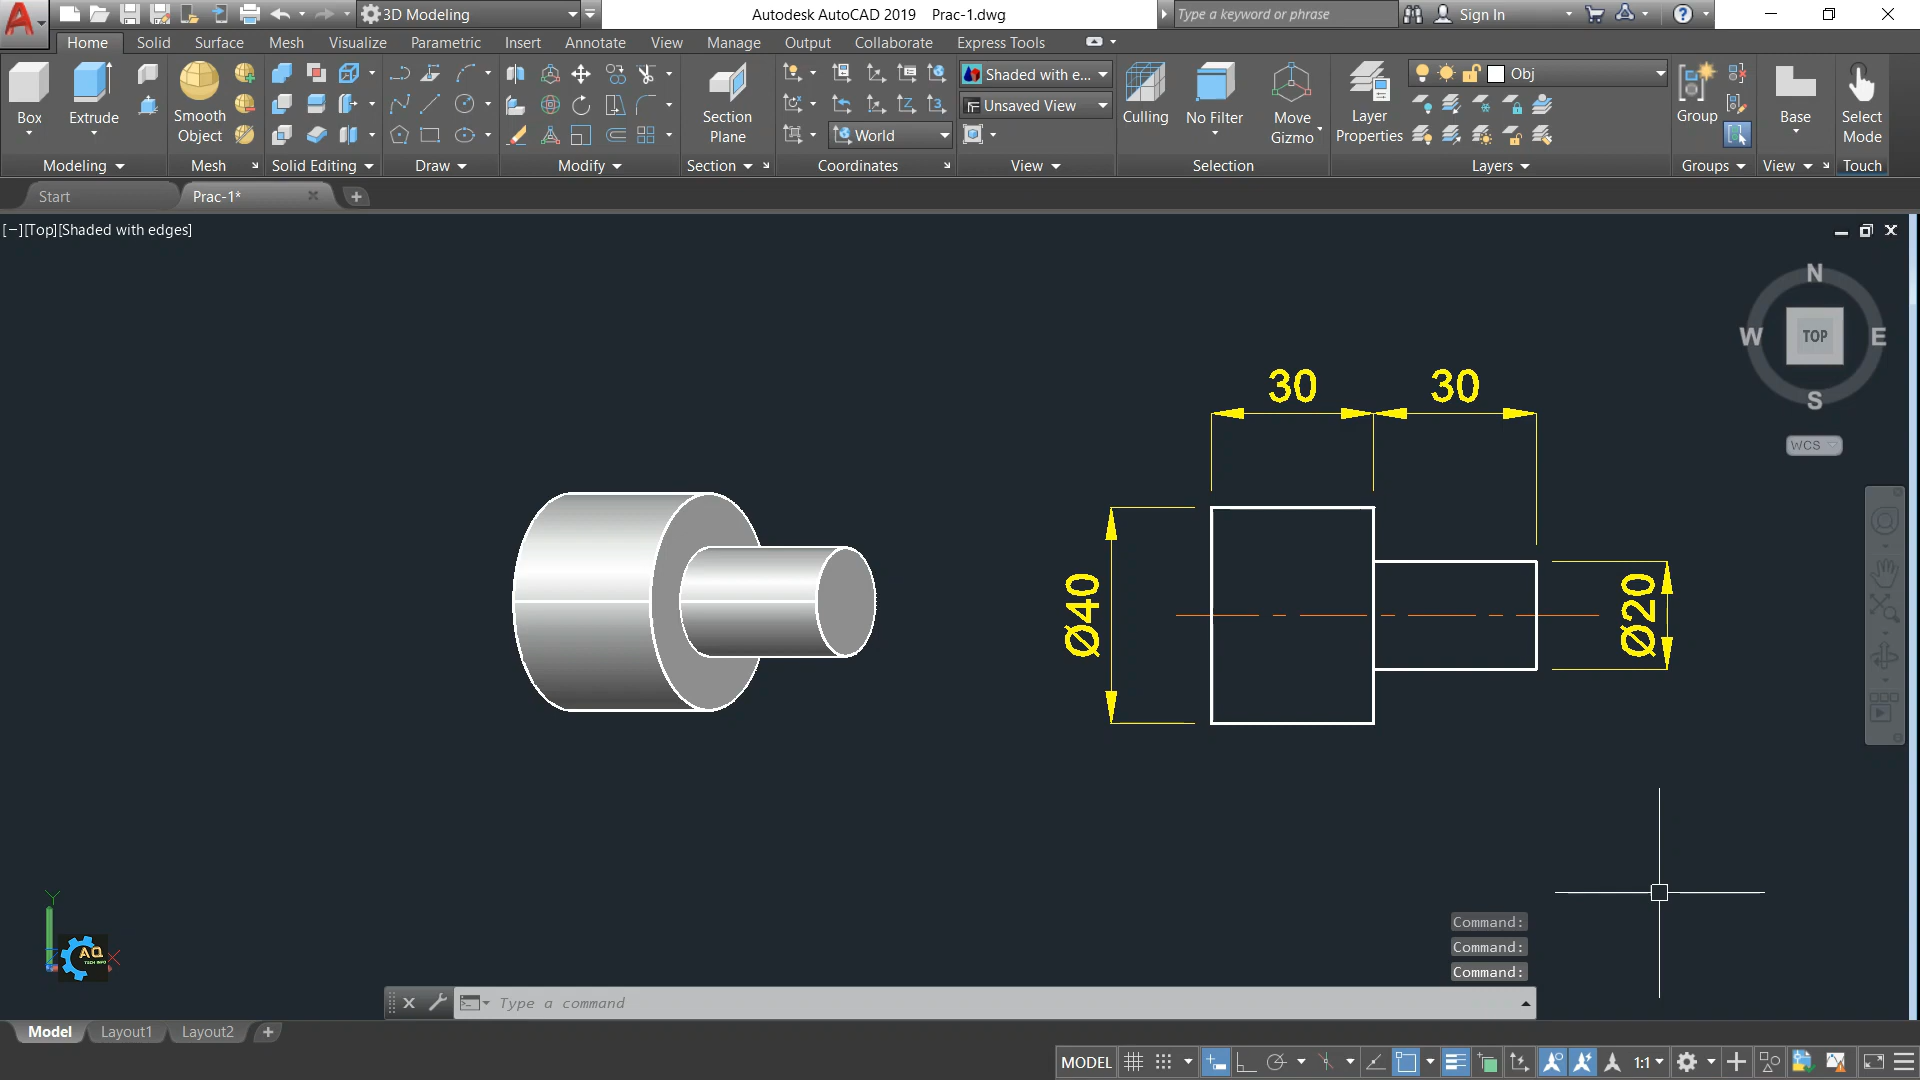 3D Modeling
Autodesk AutoCAD 2019 Prac-1.dwg
Type a keyword or phrase
Sign In
Home Solid Surface Mesh Visualize Parametric Insert Annotate View Manage Output Collaborate Express Tools
Box
Extrude
Smooth
Object
Section
Plane
World
Shaded with e...
Unsaved View
Culling
No Filter
Move
Gizmo
Layer
Properties
Obj
Group
Base
Select
Mode
Modeling Mesh Solid Editing Draw Modify Section Coordinates View Selection Layers Groups View Touch
Start Prac-1*
[−][Top][Shaded with edges]
N
W TOP E
S
WCS
30 30
Ø40
Ø20
Y
X
AQ
TECH INFO
Command:
Command:
Command:
Type a command
Model Layout1 Layout2
MODEL 1:1